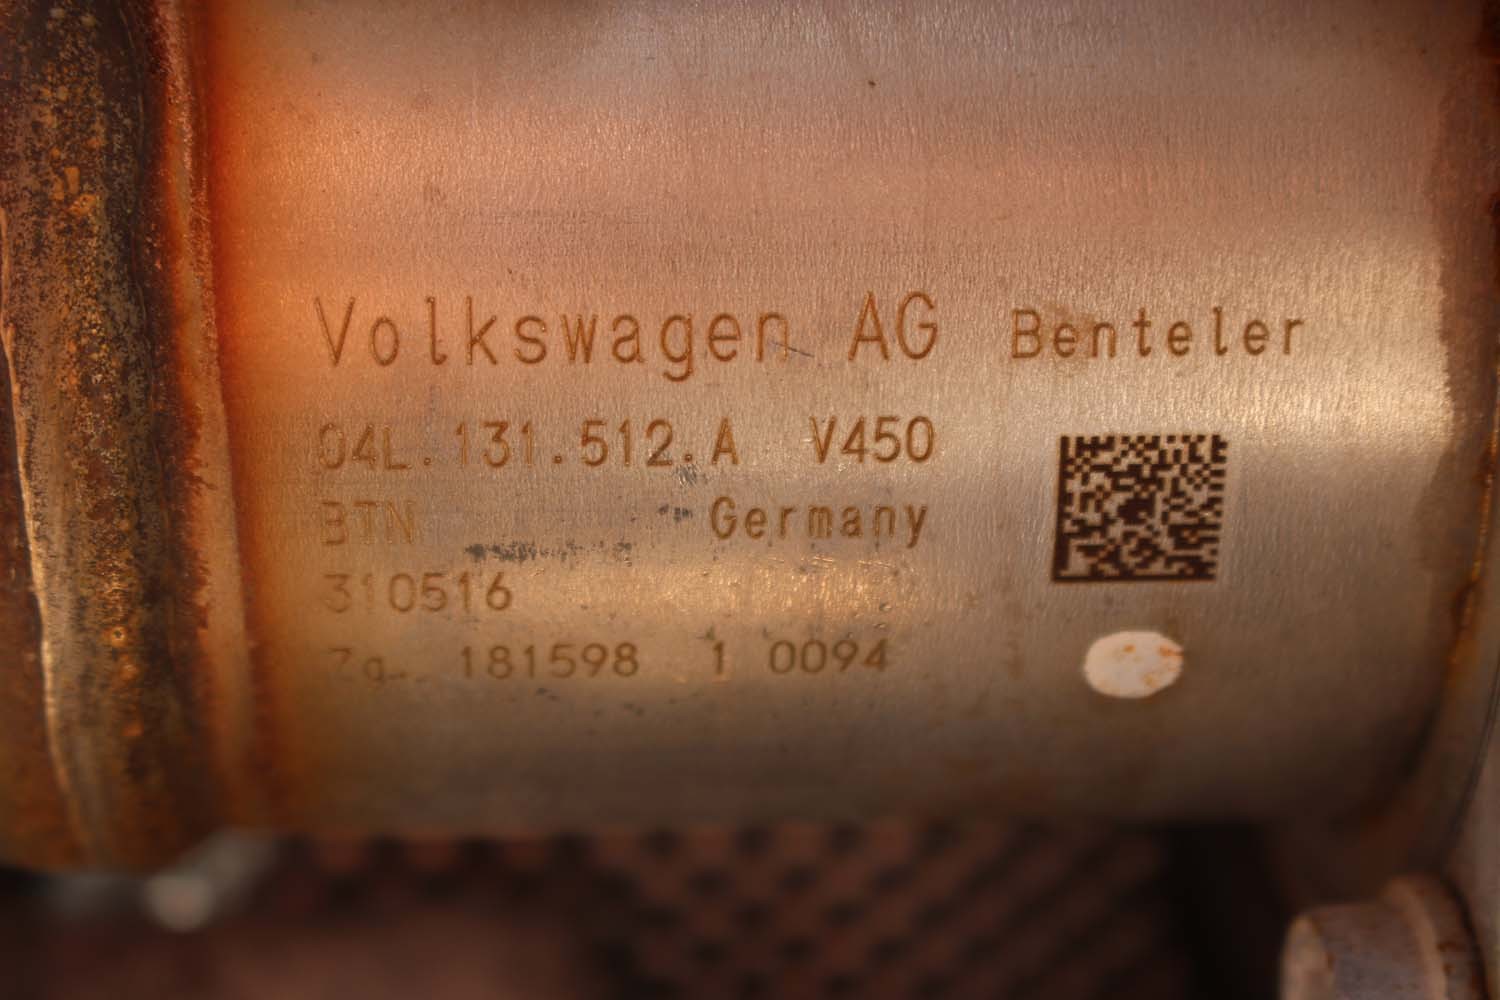 Volkswagen AG Benteler
04L.131.512.A V450
BTN Germany
310516
181598 1 0094